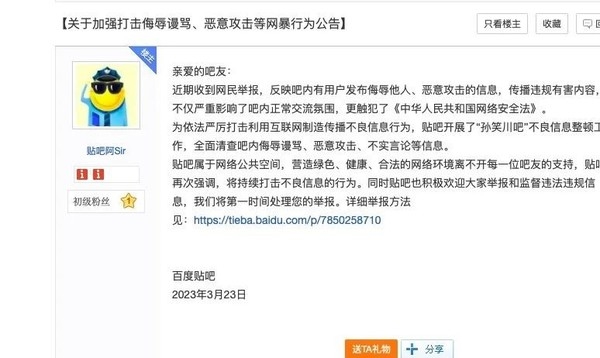 【关于加强打击侮辱谩骂、恶意攻击等网暴行为公告】
只看楼主
收藏
楼主
亲爱的吧友：
近期收到网民举报，反映吧内有用户发布侮辱他人、恶意攻击的信息，传播违规有害内容，
不仅严重影响了吧内正常交流氛围，更触犯了《中华人民共和国网络安全法》。
为依法严厉打击利用互联网制造传播不良信息行为，贴吧开展了“孙笑川吧”不良信息整顿工
作，全面清查吧内侮辱谩骂、恶意攻击、不实言论等信息。
贴吧属于网络公共空间，营造绿色、健康、合法的网络环境离不开每一位吧友的支持，贴吧
再次强调，将持续打击不良信息的行为。同时贴吧也积极欢迎大家举报和监督违法违规信
息，我们将第一时间处理您的举报。详细举报方法
见：https://tieba.baidu.com/p/7850258710
百度贴吧
2023年3月23日
贴吧阿Sir
初级粉丝 1
送TA礼物
分享